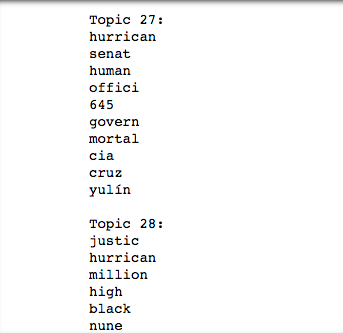 Topic 27:
hurrican
senat
human
offici
645
govern
mortal
cia
cruz
yulín
Topic 28:
justic
hurrican
million
high
black
nune